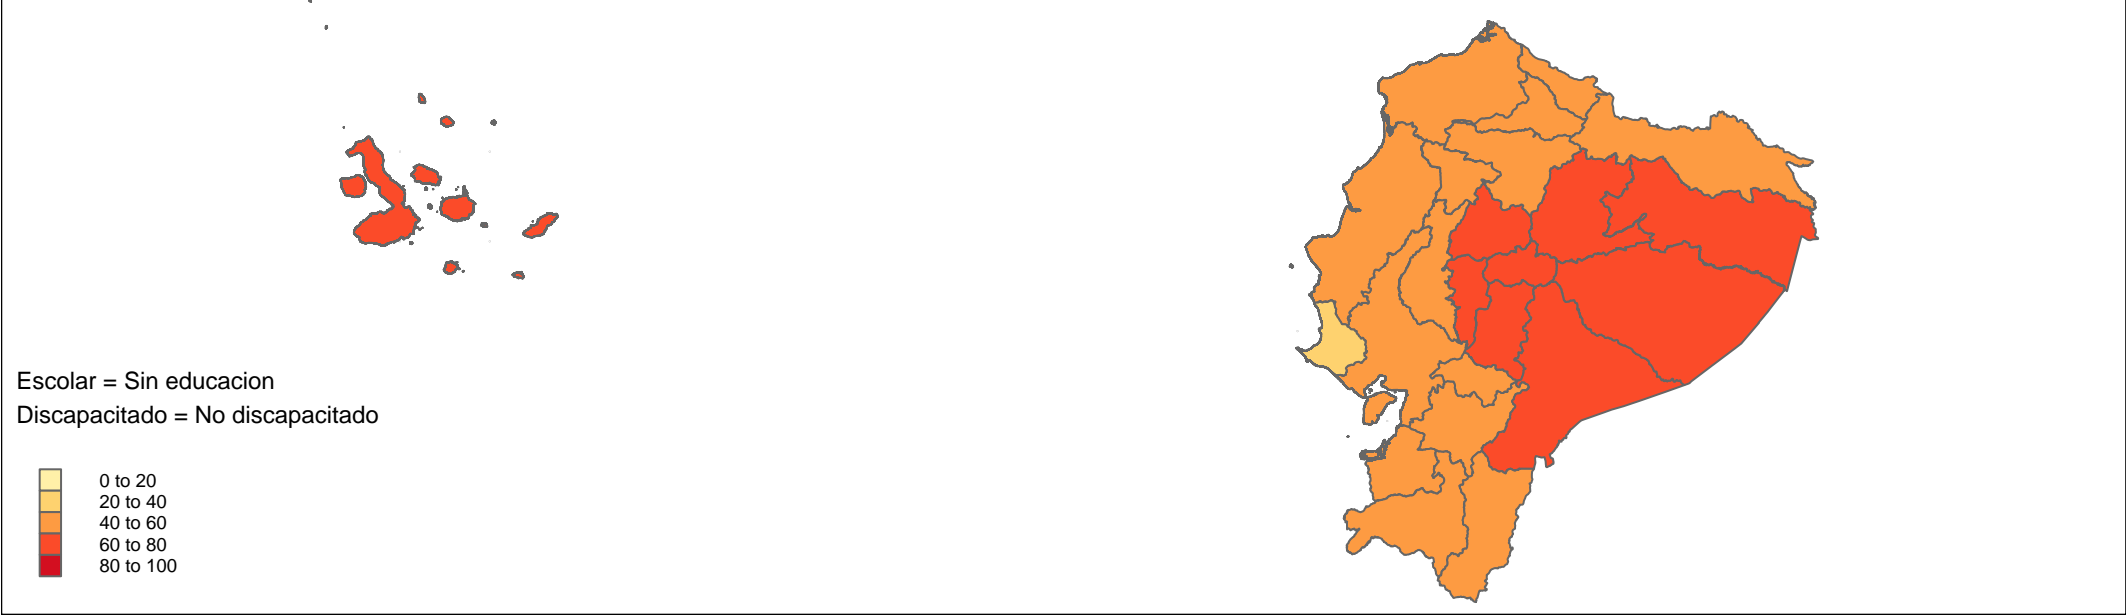 Escolar = Sin educacion
Discapacitado = No discapacitado
0 to 20
20 to 40
40 to 60
60 to 80
80 to 100